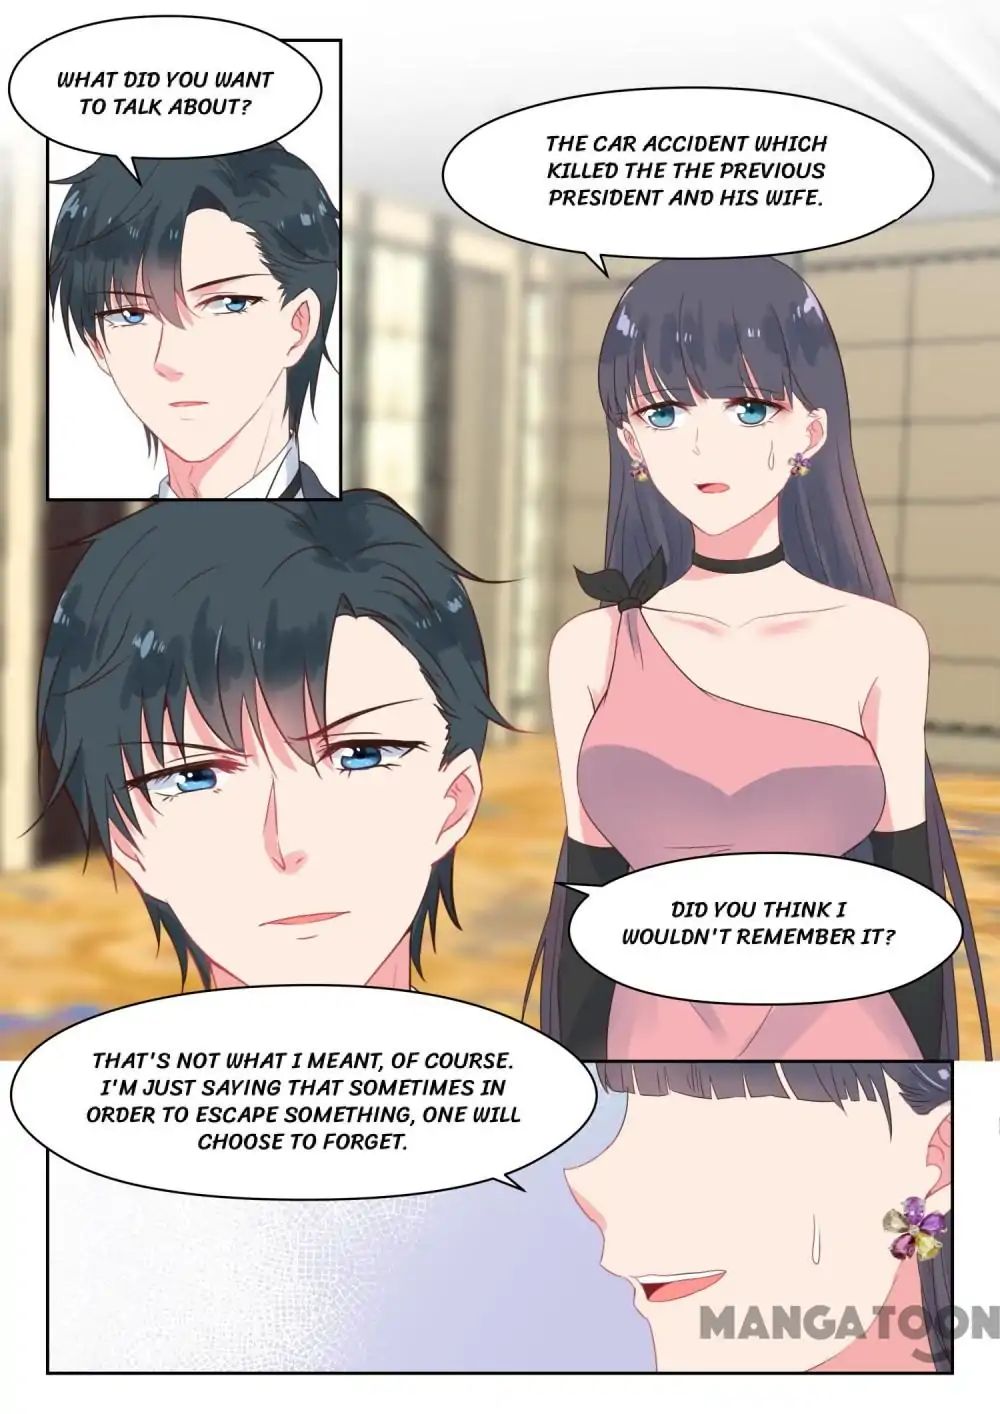 WHAT DID YOU WANT
TO TALK ABOUT?
THE CAR ACCIDENT WHICH
KILLED THE THE PREVIOUS
PRESIDENT AND HIS WIFE.
DID YOU THINK I
WOULDN'T REMEMBER IT?
THAT'S NOT WHAT I MEANT, OF COURSE.
I'M JUST SAYING THAT SOMETIMES IN
ORDER TO ESCAPE SOMETHING, ONE WILL
CHOOSE TO FORGET.
MANGATOON